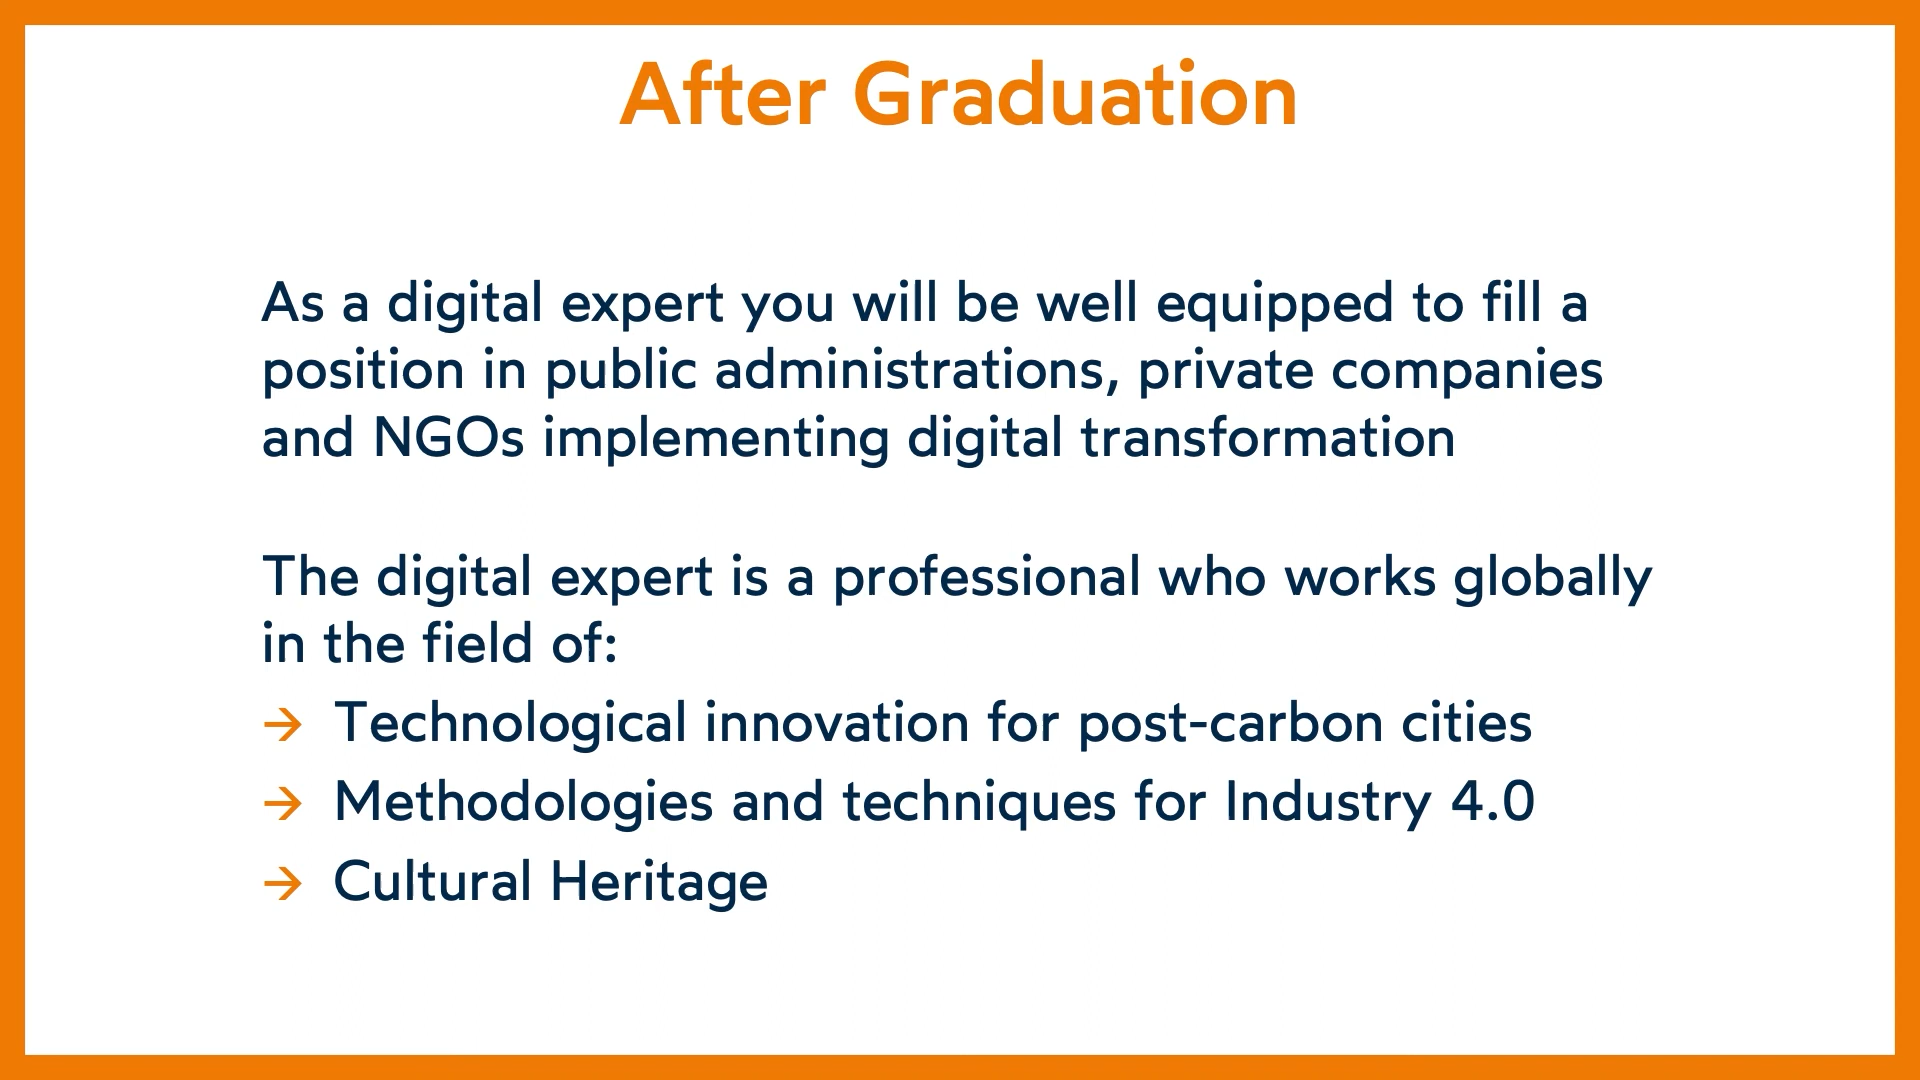 After Graduation
As a digital expert you will be well equipped to fill a
position in public administrations, private companies
and NGOs implementing digital transformation
The digital expert is a professional who works globally
in the field of:
→ Technological innovation for post-carbon cities
→ Methodologies and techniques for Industry 4.0
→ Cultural Heritage